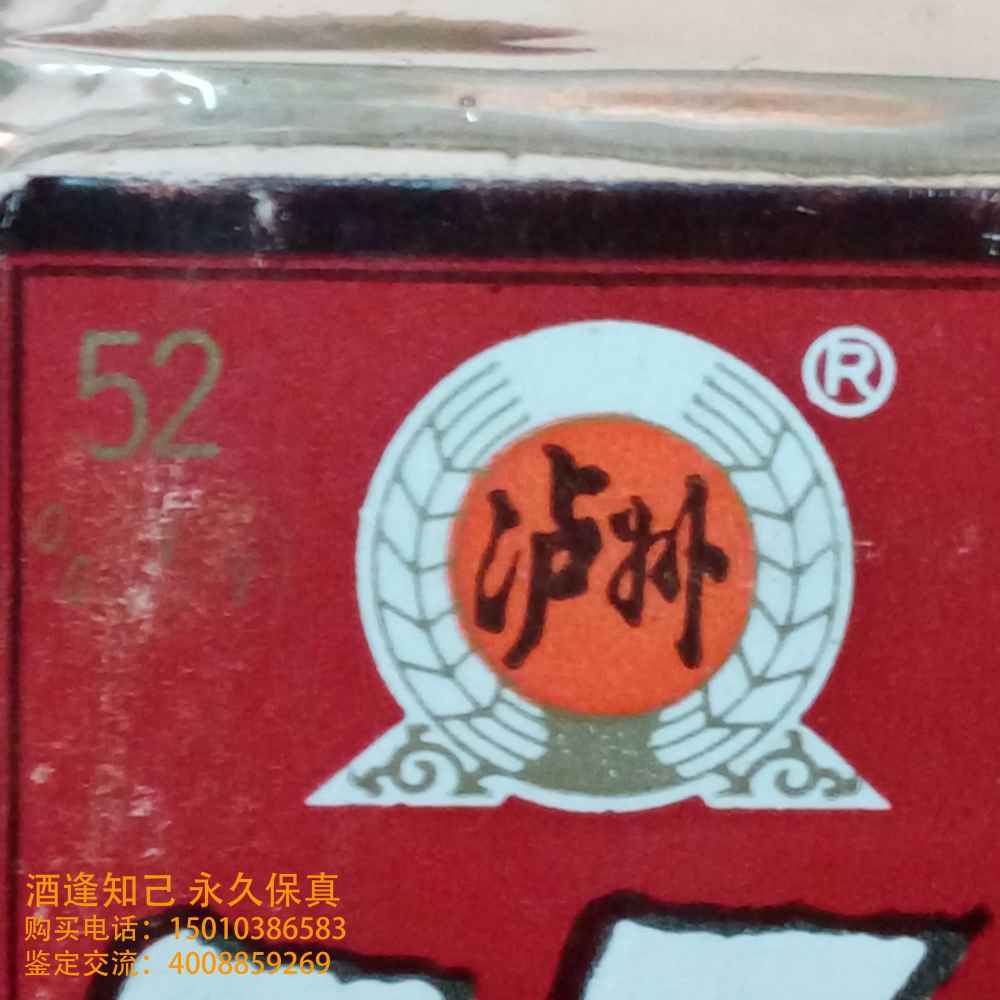 52
®
泸州
酒逢知己 永久保真
购买电话：15010386583
鉴定交流：4008859269